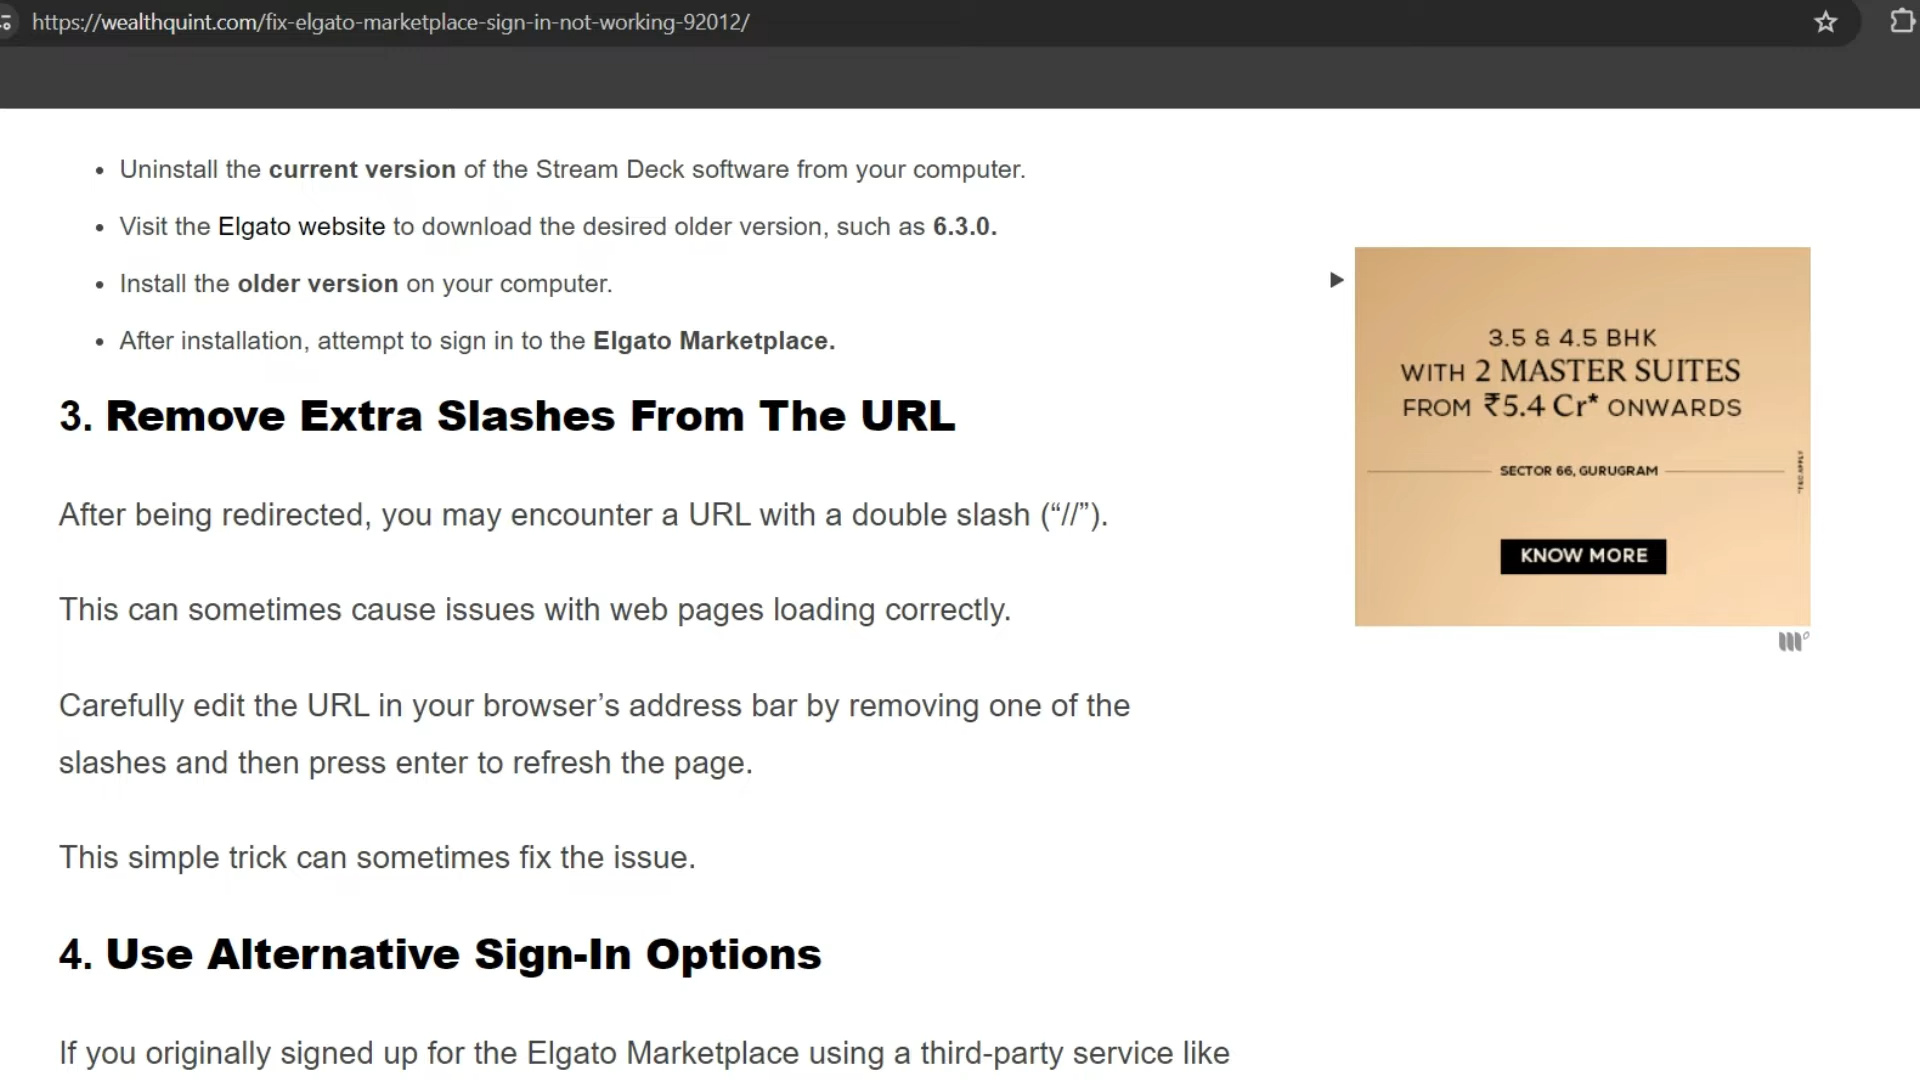 https://wealthquint.com/fix-elgato-marketplace-sign-in-not-working-92012/
• Uninstall the current version of the Stream Deck software from your computer.
• Visit the Elgato website to download the desired older version, such as 6.3.0.
• Install the older version on your computer.
• After installation, attempt to sign in to the Elgato Marketplace.
3. Remove Extra Slashes From The URL
After being redirected, you may encounter a URL with a double slash (“//”).
This can sometimes cause issues with web pages loading correctly.
Carefully edit the URL in your browser’s address bar by removing one of the
slashes and then press enter to refresh the page.
This simple trick can sometimes fix the issue.
4. Use Alternative Sign-In Options
If you originally signed up for the Elgato Marketplace using a third-party service like
3.5 & 4.5 BHK
WITH 2 MASTER SUITES
FROM ₹5.4 Cr* ONWARDS
SECTOR 66, GURUGRAM
*T&C APPLY
KNOW MORE